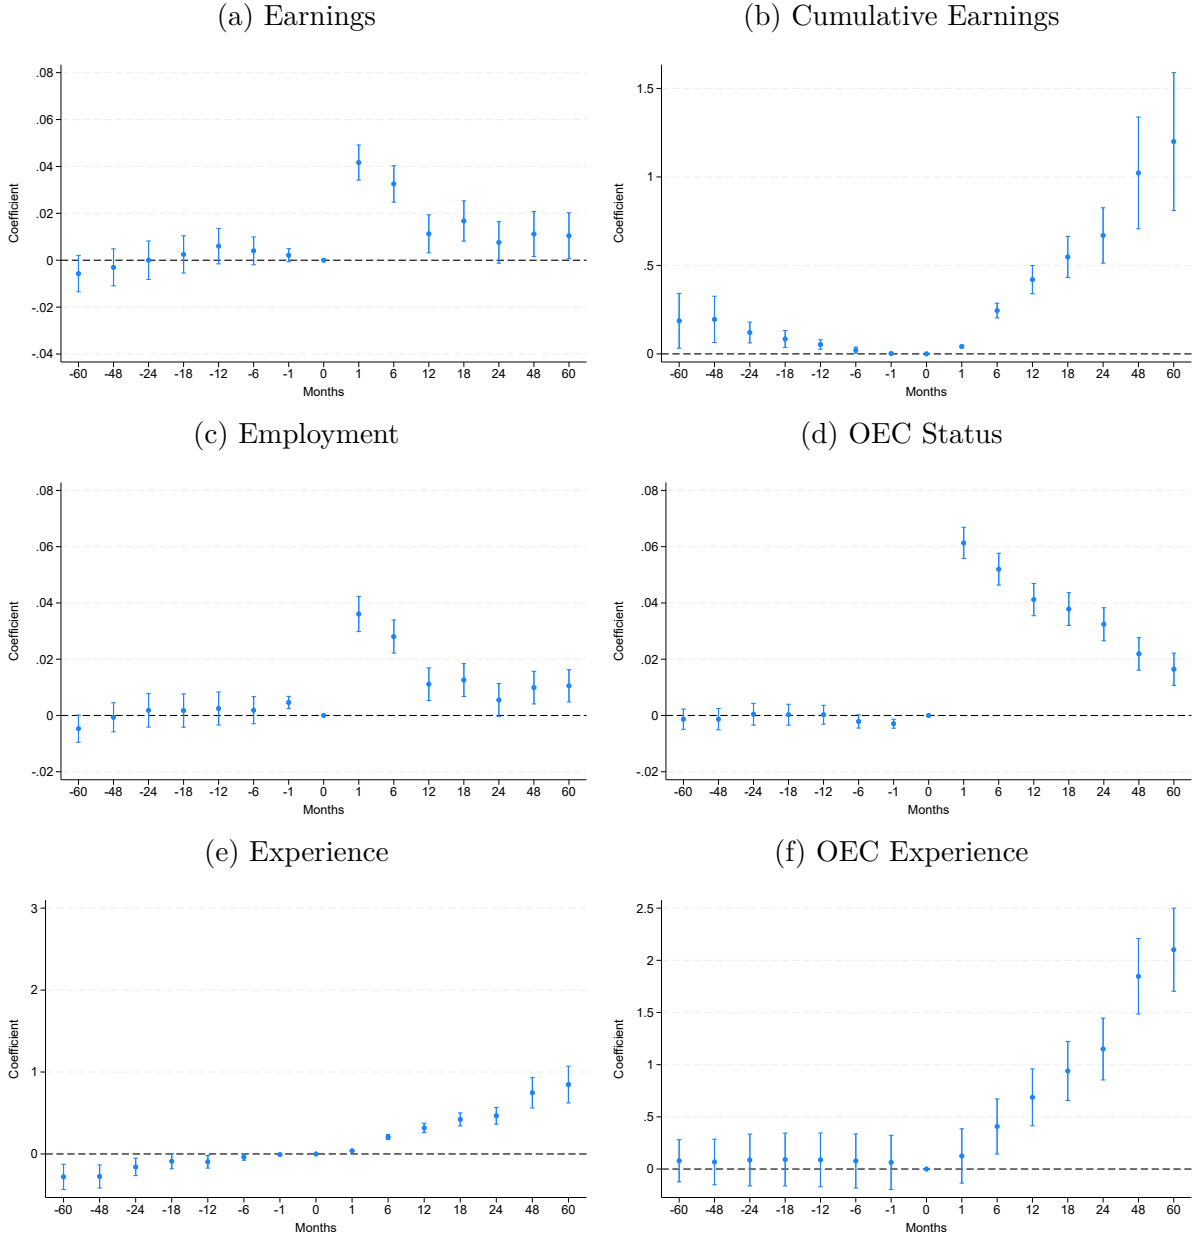 (a) Earnings
.08
.06
.04
.02
0
-.02
-.04
Coefficient
-60 -48 -24 -18 -12 -6 -1 0 1 6 12 18 24 48 60
Months
(b) Cumulative Earnings
1.5
1
.5
0
Coefficient
-60 -48 -24 -18 -12 -6 -1 0 1 6 12 18 24 48 60
Months
(c) Employment
.08
.06
.04
.02
0
-.02
Coefficient
-60 -48 -24 -18 -12 -6 -1 0 1 6 12 18 24 48 60
Months
(d) OEC Status
.08
.06
.04
.02
0
-.02
Coefficient
-60 -48 -24 -18 -12 -6 -1 0 1 6 12 18 24 48 60
Months
(e) Experience
3
2
1
0
Coefficient
-60 -48 -24 -18 -12 -6 -1 0 1 6 12 18 24 48 60
Months
(f) OEC Experience
2.5
2
1.5
1
.5
0
Coefficient
-60 -48 -24 -18 -12 -6 -1 0 1 6 12 18 24 48 60
Months